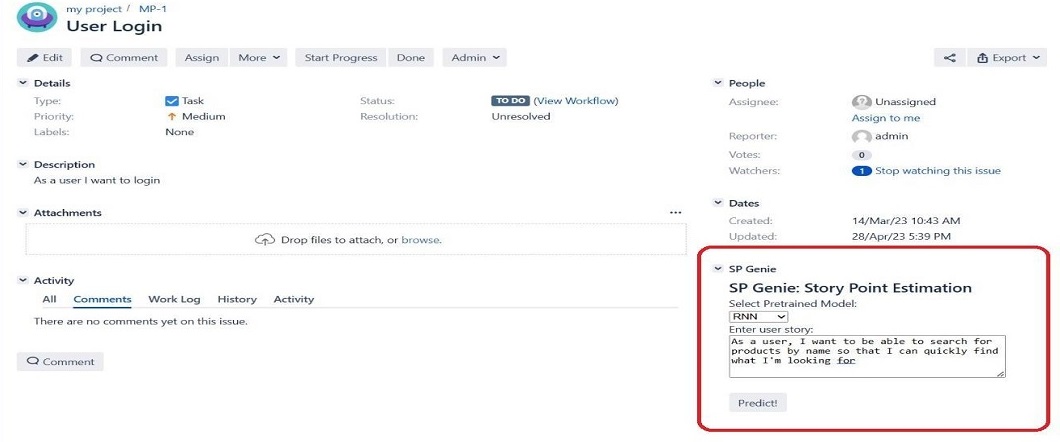 my project / MP-1
User Login
Edit Comment Assign More Start Progress Done Admin Export
Details
Type: Task Status: TO DO (View Workflow)
Priority: Medium Resolution: Unresolved
Labels: None
Description
As a user I want to login
Attachments
Drop files to attach, or browse.
Activity
All Comments Work Log History Activity
There are no comments yet on this issue.
Comment
People
Assignee: Unassigned
Assign to me
Reporter: admin
Votes: 0
Watchers: 1 Stop watching this issue
Dates
Created: 14/Mar/23 10:43 AM
Updated: 28/Apr/23 5:39 PM
SP Genie
SP Genie: Story Point Estimation
Select Pretrained Model:
RNN
Enter user story:
As a user, I want to be able to search for
products by name so that I can quickly find
what I'm looking for
Predict!